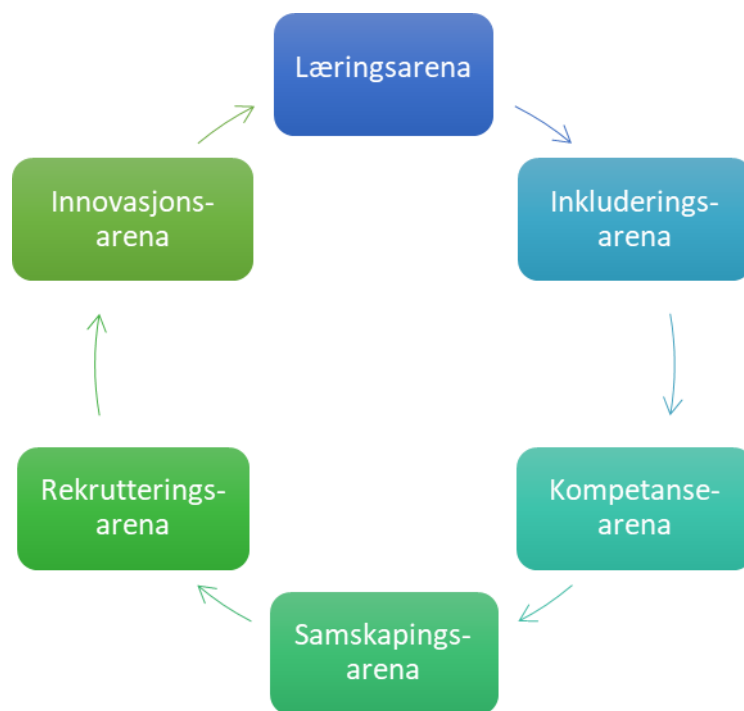 Læringsarena
Inkluderings-
arena
Kompetanse-
arena
Samskapings-
arena
Rekrutterings-
arena
Innovasjons-
arena